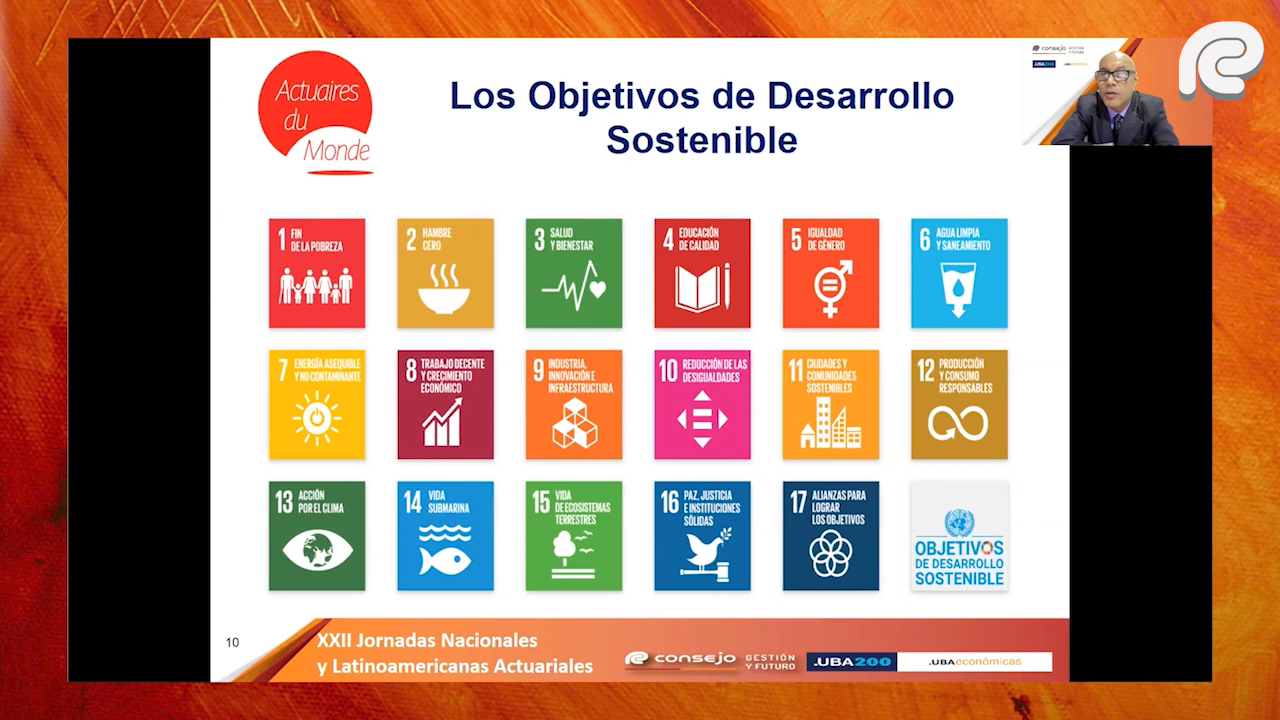 Actuaires
du
Monde
Los Objetivos de Desarrollo
Sostenible
consejo GESTIÓN
Y FUTURO
.UBA200
1 FIN
DE LA POBREZA
2 HAMBRE
CERO
3 SALUD
Y BIENESTAR
4 EDUCACIÓN
DE CALIDAD
5 IGUALDAD
DE GÉNERO
6 AGUA LIMPIA
Y SANEAMIENTO
7 ENERGÍA ASEQUIBLE
Y NO CONTAMINANTE
8 TRABAJO DECENTE
Y CRECIMIENTO
ECONÓMICO
9 INDUSTRIA,
INNOVACIÓN E
INFRAESTRUCTURA
10 REDUCCIÓN DE LAS
DESIGUALDADES
11 CIUDADES Y
COMUNIDADES
SOSTENIBLES
12 PRODUCCIÓN
Y CONSUMO
RESPONSABLES
13 ACCIÓN
POR EL CLIMA
14 VIDA
SUBMARINA
15 VIDA
DE ECOSISTEMAS
TERRESTRES
16 PAZ, JUSTICIA
E INSTITUCIONES
SÓLIDAS
17 ALIANZAS PARA
LOGRAR
LOS OBJETIVOS
OBJETIVOS
DE DESARROLLO
SOSTENIBLE
10
XXII Jornadas Nacionales
y Latinoamericanas Actuariales
consejo GESTIÓN
Y FUTURO
.UBA200
.UBAeconómicas